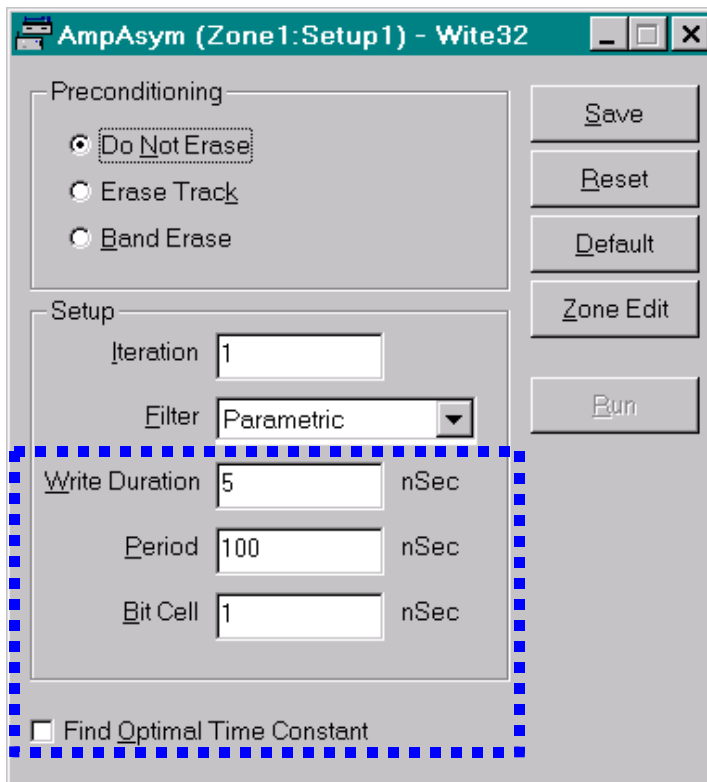 AmpAsym (Zone1:Setup1) - Wite32
Preconditioning
Do Not Erase
Erase Track
Band Erase
Save
Reset
Default
Zone Edit
Run
Setup
Iteration 1
Filter Parametric
Write Duration 5 nSec
Period 100 nSec
Bit Cell 1 nSec
Find Optimal Time Constant